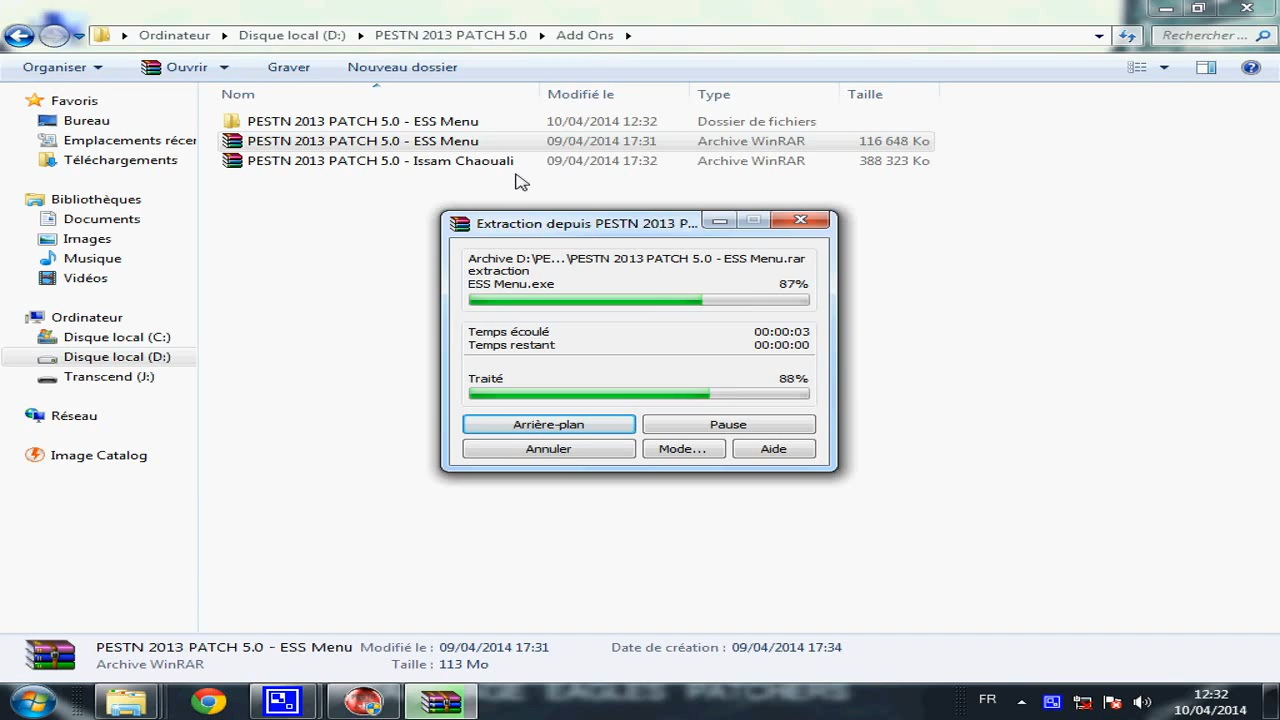 Ordinateur Disque local (D:) PESTN 2013 PATCH 5.0 Add Ons Rechercher ...
Organiser Ouvrir Graver Nouveau dossier
Favoris
Bureau
Emplacements récen
Téléchargements
Bibliothèques
Documents
Images
Musique
Vidéos
Ordinateur
Disque local (C:)
Disque local (D:)
Transcend (J:)
Réseau
Image Catalog
Nom Modifié le Type Taille
PESTN 2013 PATCH 5.0 - ESS Menu 10/04/2014 12:32 Dossier de fichiers
PESTN 2013 PATCH 5.0 - ESS Menu 09/04/2014 17:31 Archive WinRAR 116 648 Ko
PESTN 2013 PATCH 5.0 - Issam Chaouali 09/04/2014 17:32 Archive WinRAR 388 323 Ko
Extraction depuis PESTN 2013 P...
Archive D:\PE...\PESTN 2013 PATCH 5.0 - ESS Menu.rar
extraction
ESS Menu.exe 87%
Temps écoulé 00:00:03
Temps restant 00:00:00
Traité 88%
Arrière-plan Pause
Annuler Mode... Aide
PESTN 2013 PATCH 5.0 - ESS Menu Modifié le : 09/04/2014 17:31 Date de création : 09/04/2014 17:34
Archive WinRAR Taille : 113 Mo
FR 12:32
10/04/2014